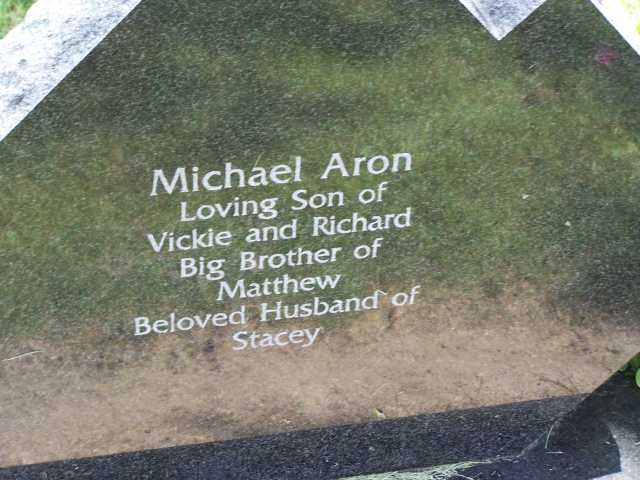 Michael Aron
Loving Son of
Vickie and Richard
Big Brother of
Matthew
Beloved Husband of
Stacey